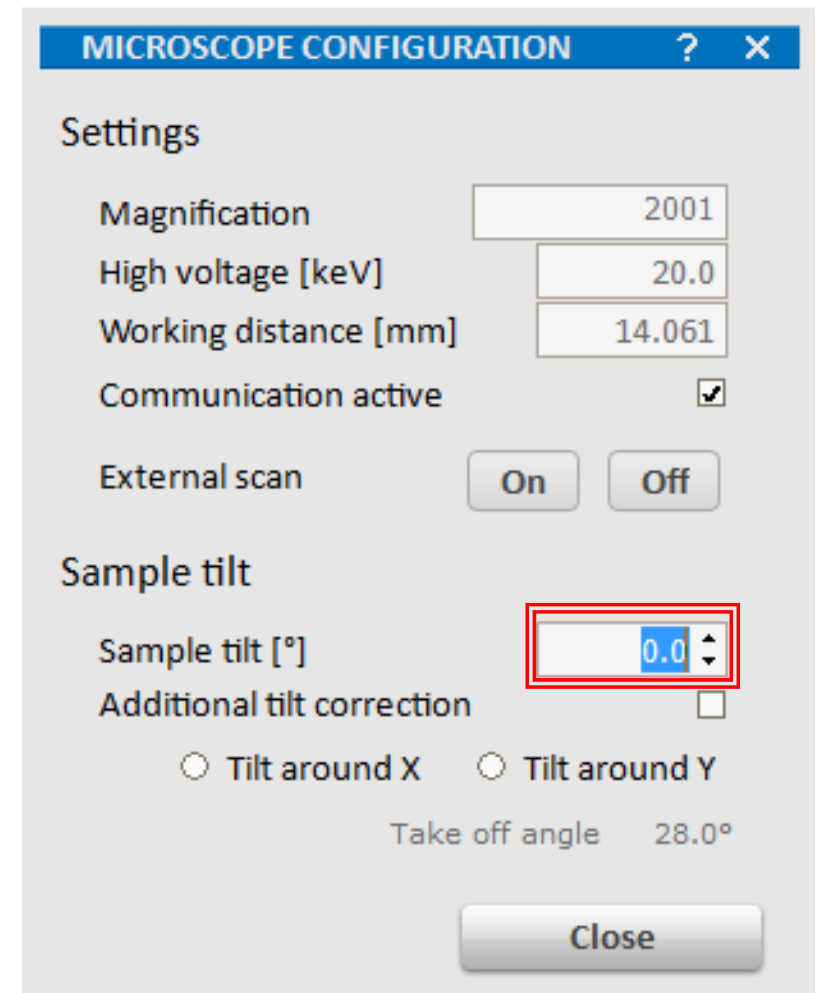 MICROSCOPE CONFIGURATION ? X
Settings
Magnification 2001
High voltage [keV] 20.0
Working distance [mm] 14.061
Communication active
External scan On Off
Sample tilt
Sample tilt [°] 0.0
Additional tilt correction
Tilt around X Tilt around Y
Take off angle 28.0°
Close